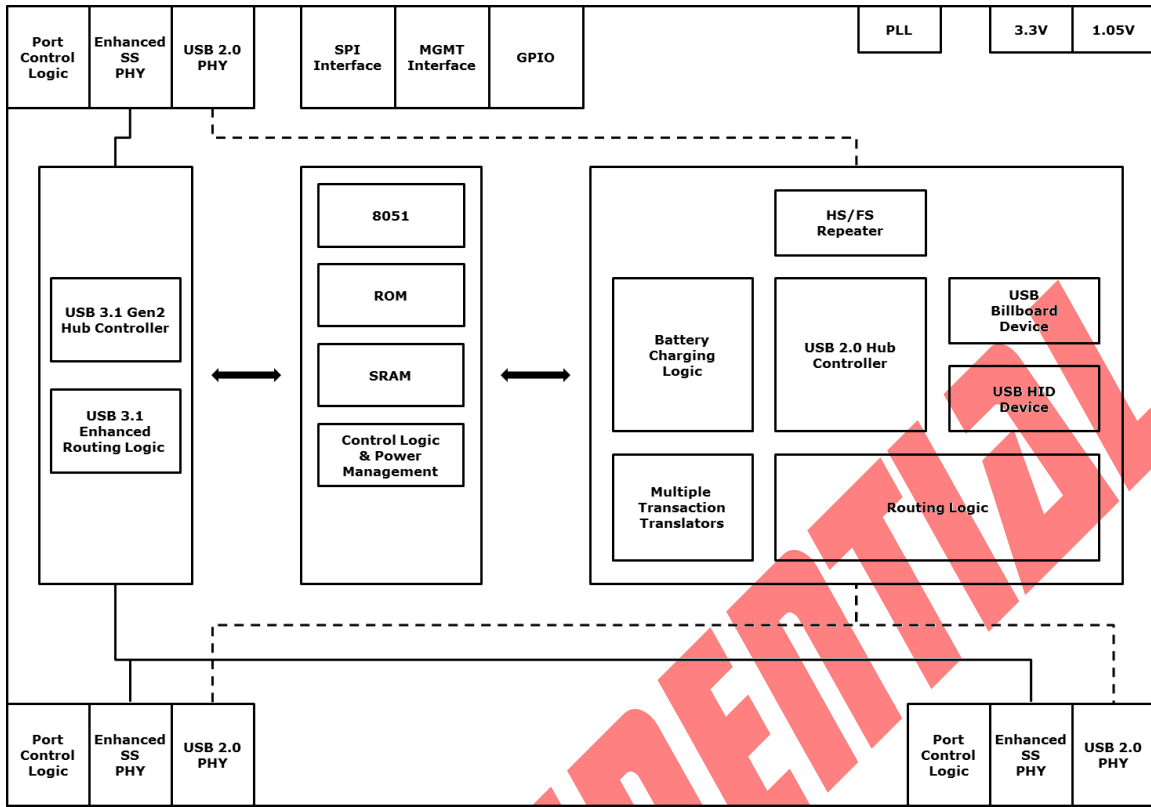 Port
Control
Logic
Enhanced
SS
PHY
USB 2.0
PHY
SPI
Interface
MGMT
Interface
GPIO
PLL
3.3V
1.05V
8051
ROM
SRAM
Control Logic
& Power
Management
USB 3.1 Gen2
Hub Controller
USB 3.1
Enhanced
Routing Logic
HS/FS
Repeater
Battery
Charging
Logic
USB 2.0 Hub
Controller
USB
Billboard
Device
USB HID
Device
Multiple
Transaction
Translators
Routing Logic
Port
Control
Logic
Enhanced
SS
PHY
USB 2.0
PHY
Port
Control
Logic
Enhanced
SS
PHY
USB 2.0
PHY